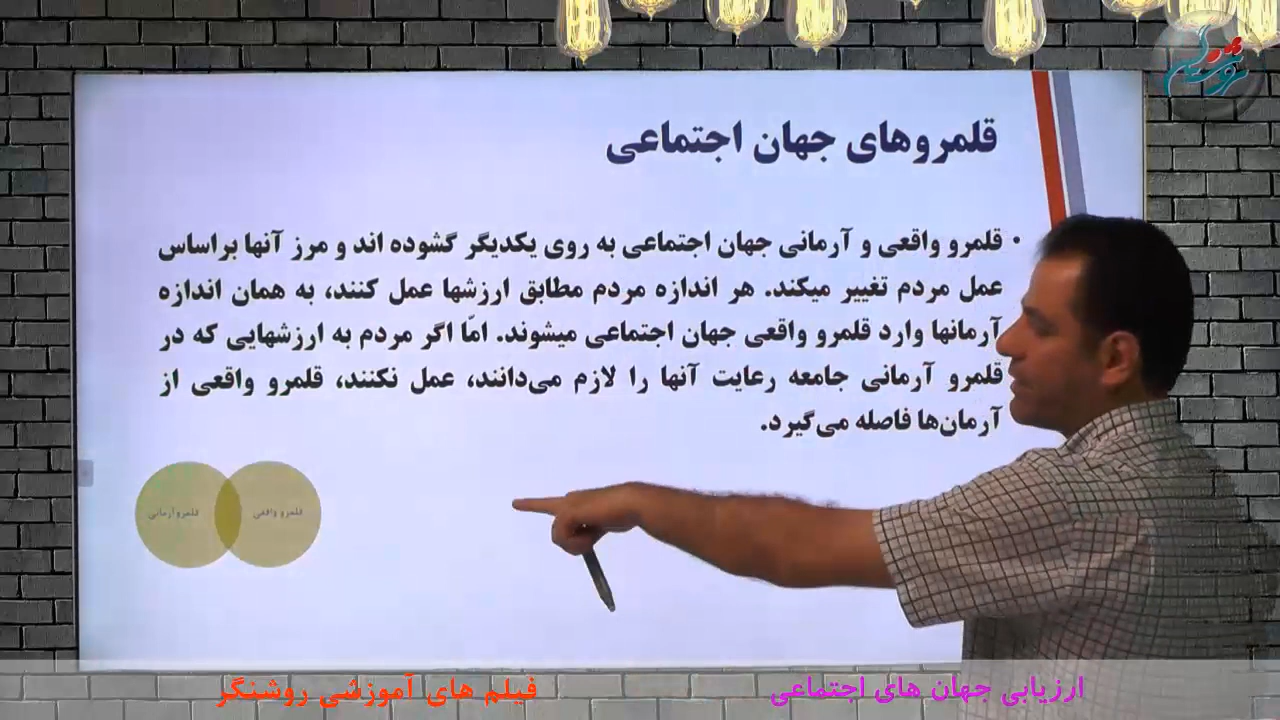 قلمروهای جهان اجتماعی
• قلمرو واقعی و آرمانی جهان اجتماعی به روی یکدیگر گشوده اند و مرز آنها براساس
عمل مردم تغییر میکند. هر اندازه مردم مطابق ارزشها عمل کنند، به همان اندازه
آرمانها وارد قلمرو واقعی جهان اجتماعی میشوند. امّا اگر مردم به ارزشهایی که در
قلمرو آرمانی جامعه رعایت آنها را لازم می‌دانند، عمل نکنند، قلمرو واقعی از
آرمان‌ها فاصله می‌گیرد.
قلمرو واقعی
قلمرو آرمانی
ارزیابی جهان های اجتماعی
فیلم های آموزشی روشنگر